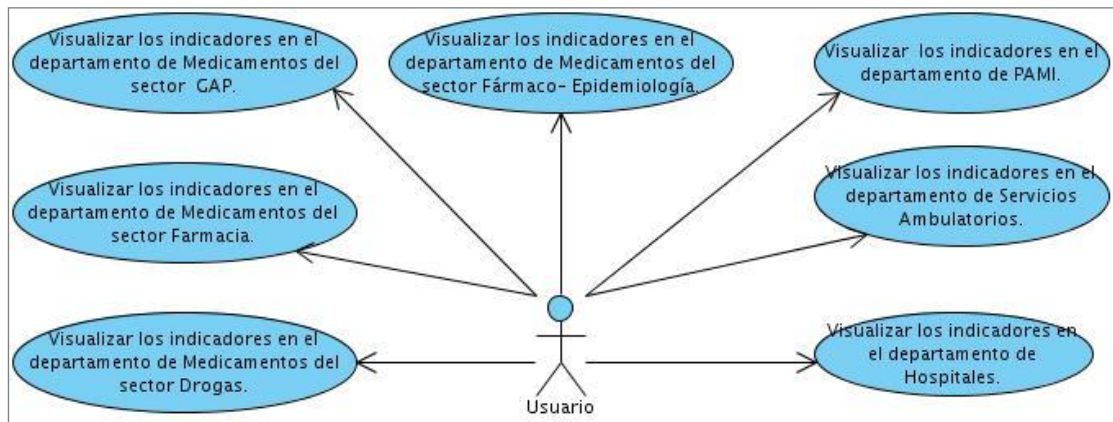 Visualizar los indicadores en el
departamento de Medicamentos del
sector GAP.
Visualizar los indicadores en el
departamento de Medicamentos del
sector Fármaco- Epidemiología.
Visualizar los indicadores en el
departamento de PAMI.
Visualizar los indicadores en el
departamento de Medicamentos del
sector Farmacia.
Visualizar los indicadores en el
departamento de Servicios
Ambulatorios.
Visualizar los indicadores en el
departamento de Medicamentos del
sector Drogas.
Visualizar los indicadores en
el departamento de
Hospitales.
Usuario